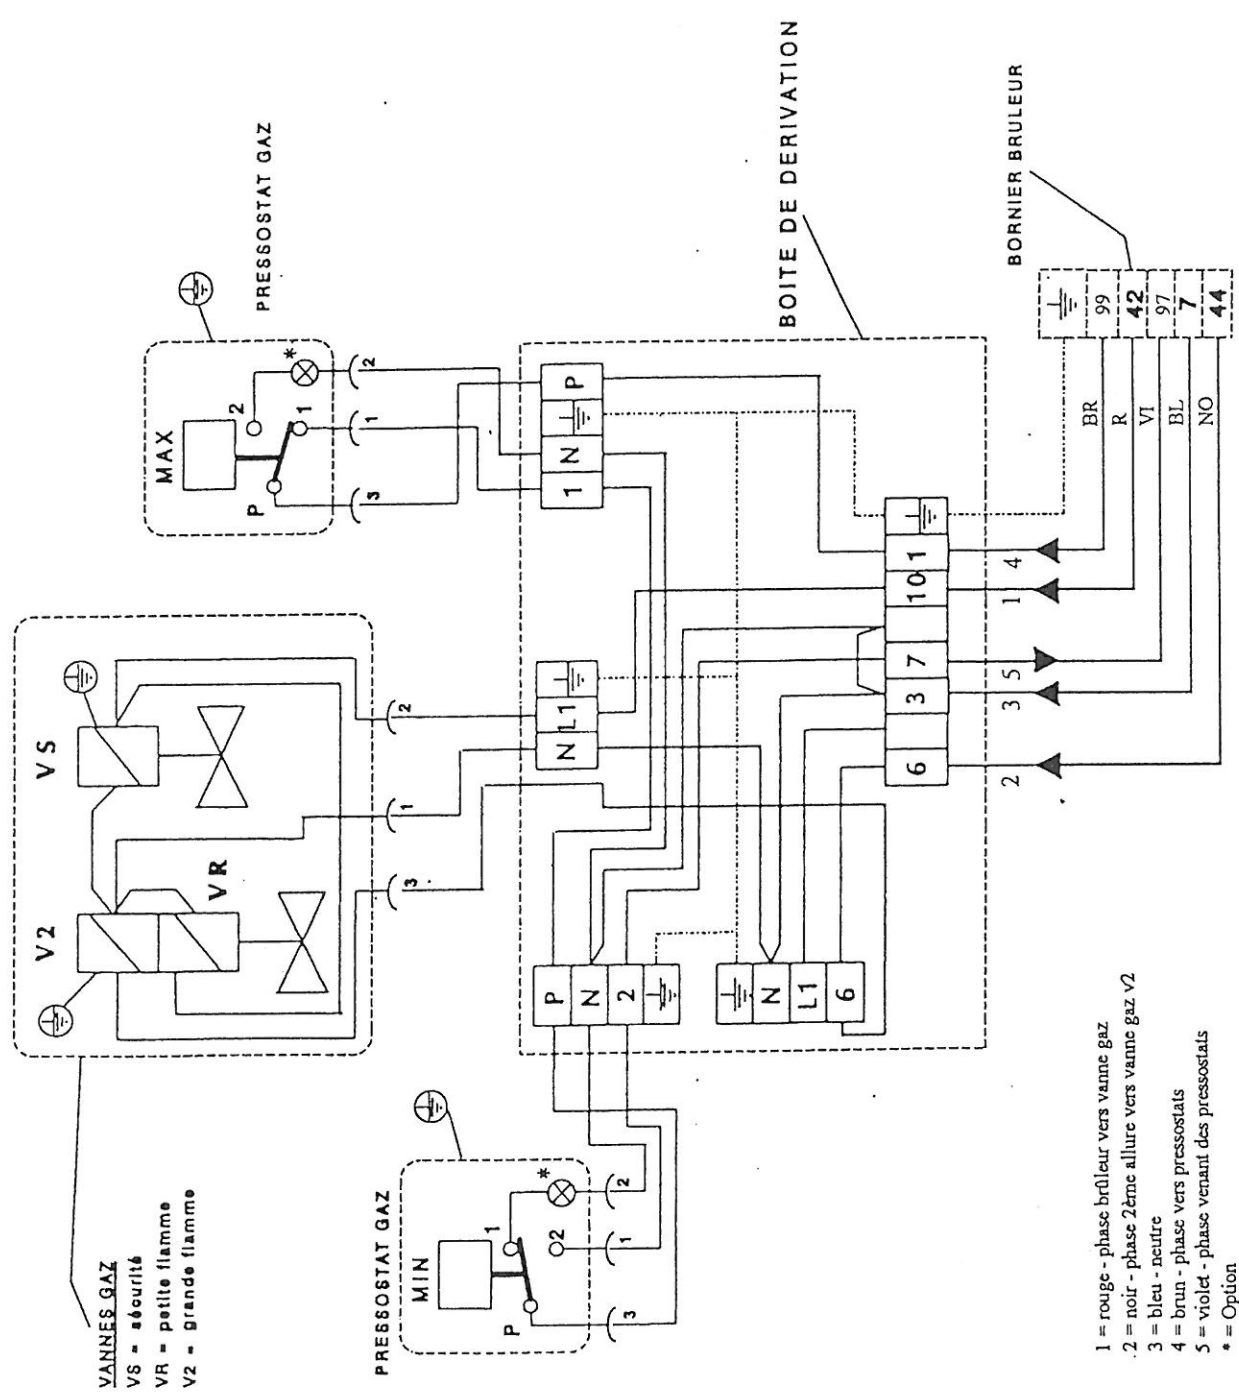 VANNES GAZ
VS = sécurité
VR = petite flamme
V2 = grande flamme
V2
VR
VS
3
1
2
MAX
P
2
1
*
3
1
2
PRESSOSTAT GAZ
PRESSOSTAT GAZ
MIN
P
1
2
*
3
1
2
P
N
2
N
L1
1
N
P
BOITE DE DERIVATION
N
L1
6
6
3
7
10
1
2
3
5
1
4
BORNIER BRULEUR
BR
R
VI
BL
NO
99
42
97
7
44
1 = rouge - phase brûleur vers vanne gaz
.2 = noir - phase 2ème allure vers vanne gaz v2
3 = bleu - neutre
4 = brun - phase vers pressostats
5 = violet - phase venant des pressostats
* = Option